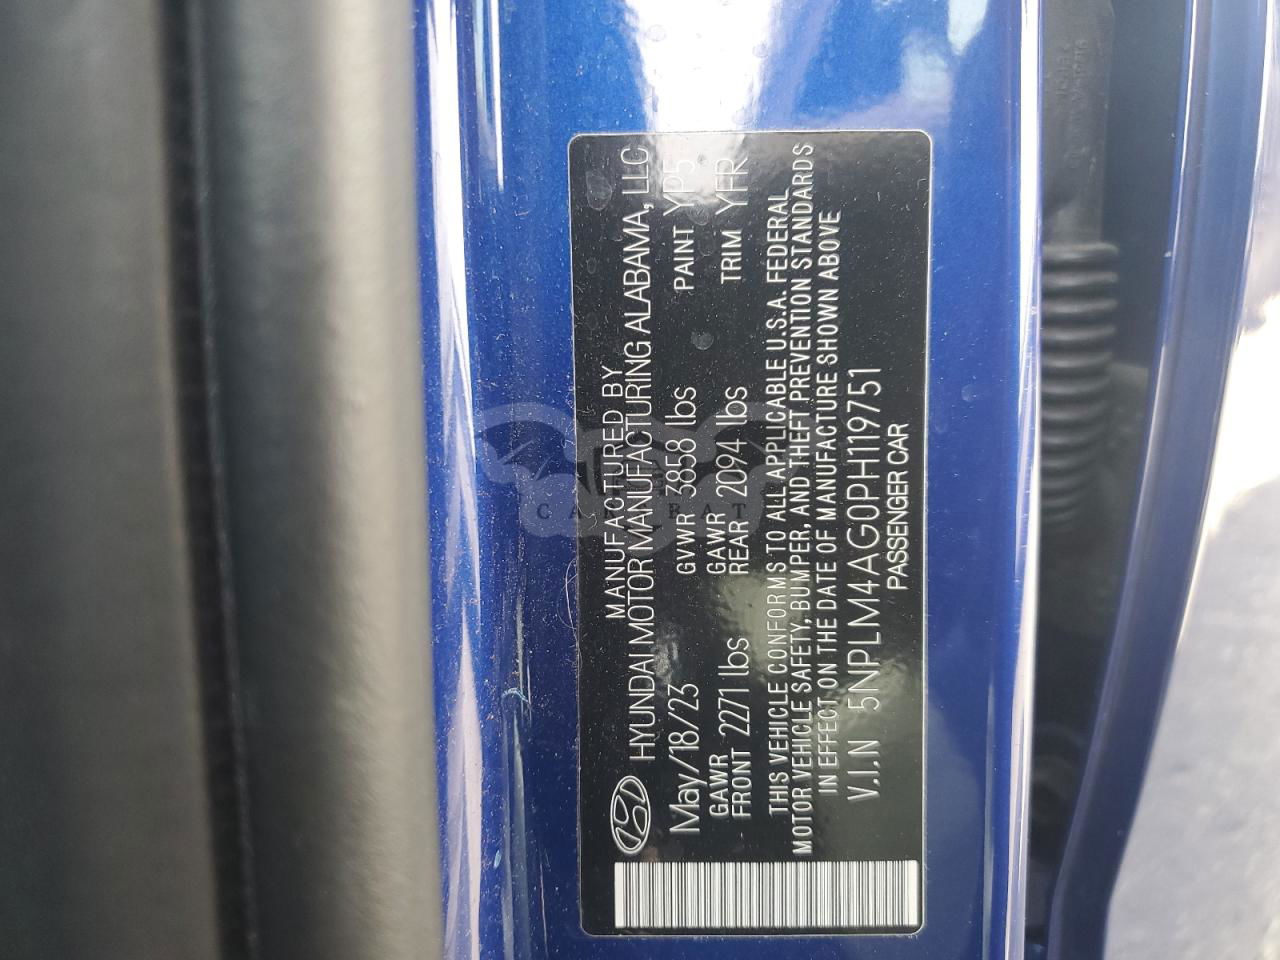 MANUFACTURED BY
HYUNDAI MOTOR MANUFACTURING ALABAMA, LLC
May/18/23 GVWR 3858 lbs PAINT YP5
GAWR FRONT 2271 lbs GAWR REAR 2094 lbs TRIM YFR
THIS VEHICLE CONFORMS TO ALL APPLICABLE U.S.A. FEDERAL
MOTOR VEHICLE SAFETY, BUMPER, AND THEFT PREVENTION STANDARDS
IN EFFECT ON THE DATE OF MANUFACTURE SHOWN ABOVE
V.I.N 5NPLM4AG0PH119751
PASSENGER CAR